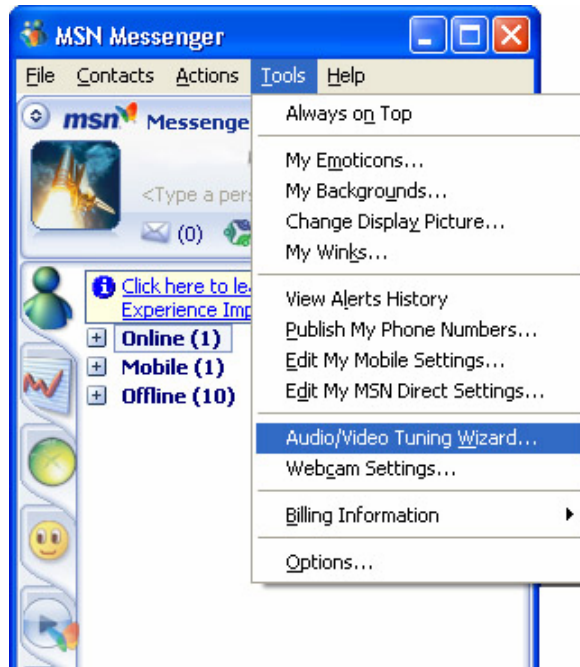 MSN Messenger
File Contacts Actions Tools Help
msn Messenge
<Type a pers
(0)
Click here to le
Experience Imp
Online (1)
Mobile (1)
Offline (10)
Always on Top
My Emoticons...
My Backgrounds...
Change Display Picture...
My Winks...
View Alerts History
Publish My Phone Numbers...
Edit My Mobile Settings...
Edit My MSN Direct Settings...
Audio/Video Tuning Wizard...
Webcam Settings...
Billing Information
Options...